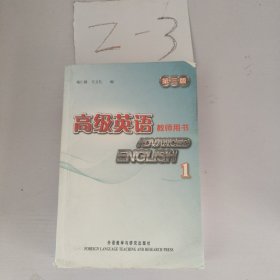 2-3
第三版
高级英语 教师用书
ADVANCED
ENGLISH
1
外语教学与研究出版社
FOREIGN LANGUAGE TEACHING AND RESEARCH PRESS